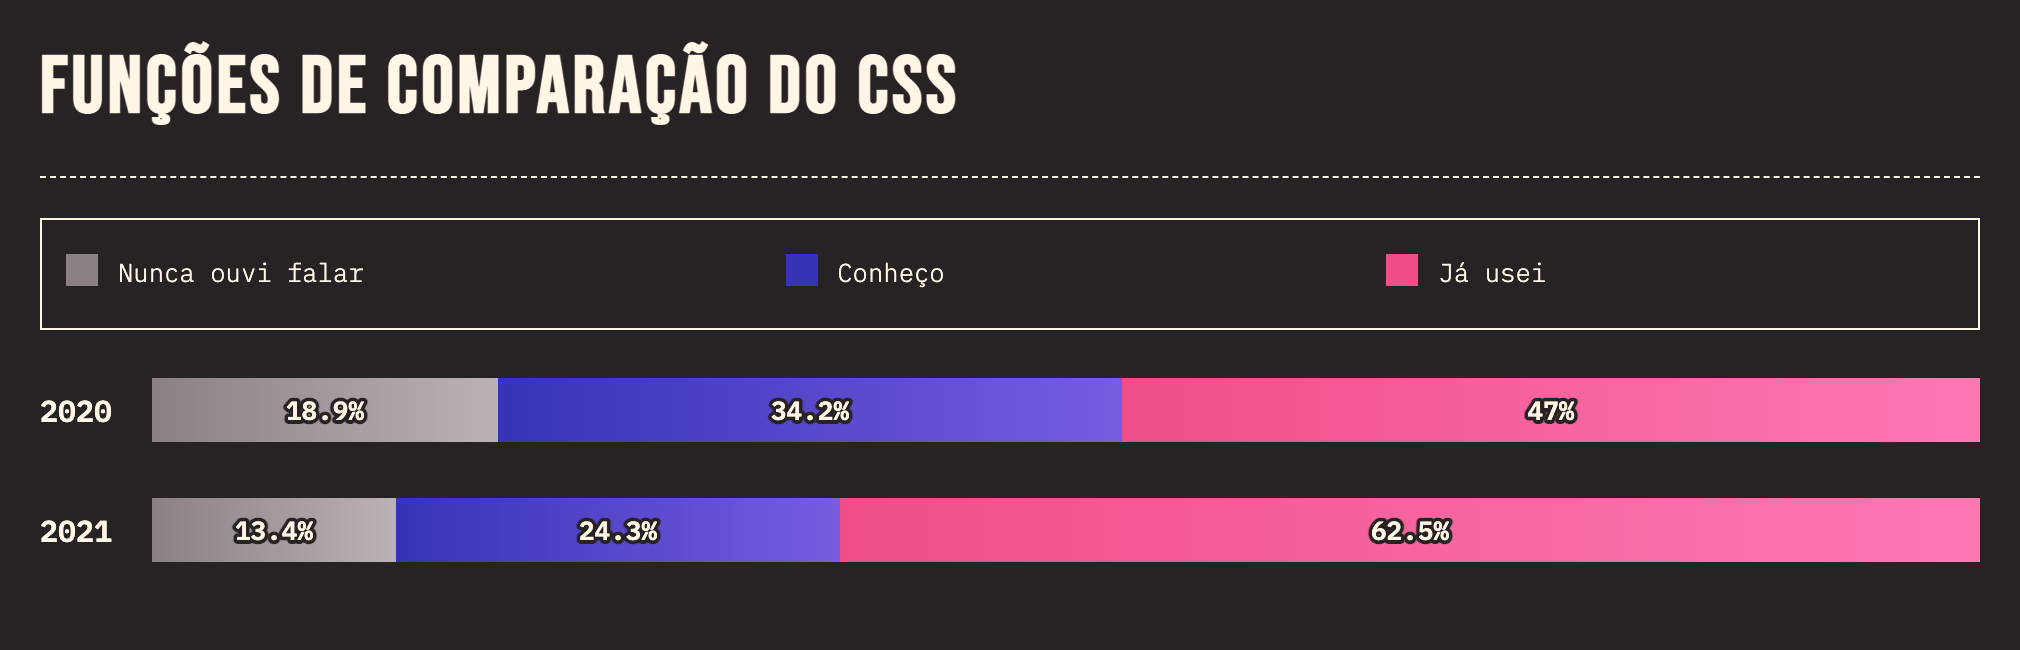 FUNÇÕES DE COMPARAÇÃO DO CSS
Nunca ouvi falar Conheço Já usei
2020 18.9% 34.2% 47%
2021 13.4% 24.3% 62.5%